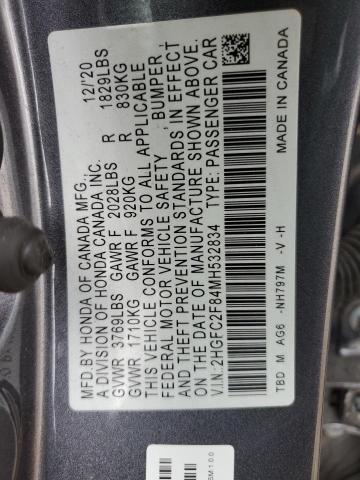 MFD.BY HONDA OF CANADA MFG., 12/'20
A DIVISION OF HONDA CANADA INC.
GVWR 3769LBS GAWR F 2028LBS R 1829LBS
GVWR 1710KG GAWR F 920KG R 830KG
THIS VEHICLE CONFORMS TO ALL APPLICABLE
FEDERAL MOTOR VEHICLE SAFETY , BUMPER ,
AND THEFT PREVENTION STANDARDS IN EFFECT
ON THE DATE OF MANUFACTURE SHOWN ABOVE.
V.I.N: 2HGFC2F84MH532834 TYPE: PASSENGER CAR
TBD M AG6 -NH797M -V -H MADE IN CANADA